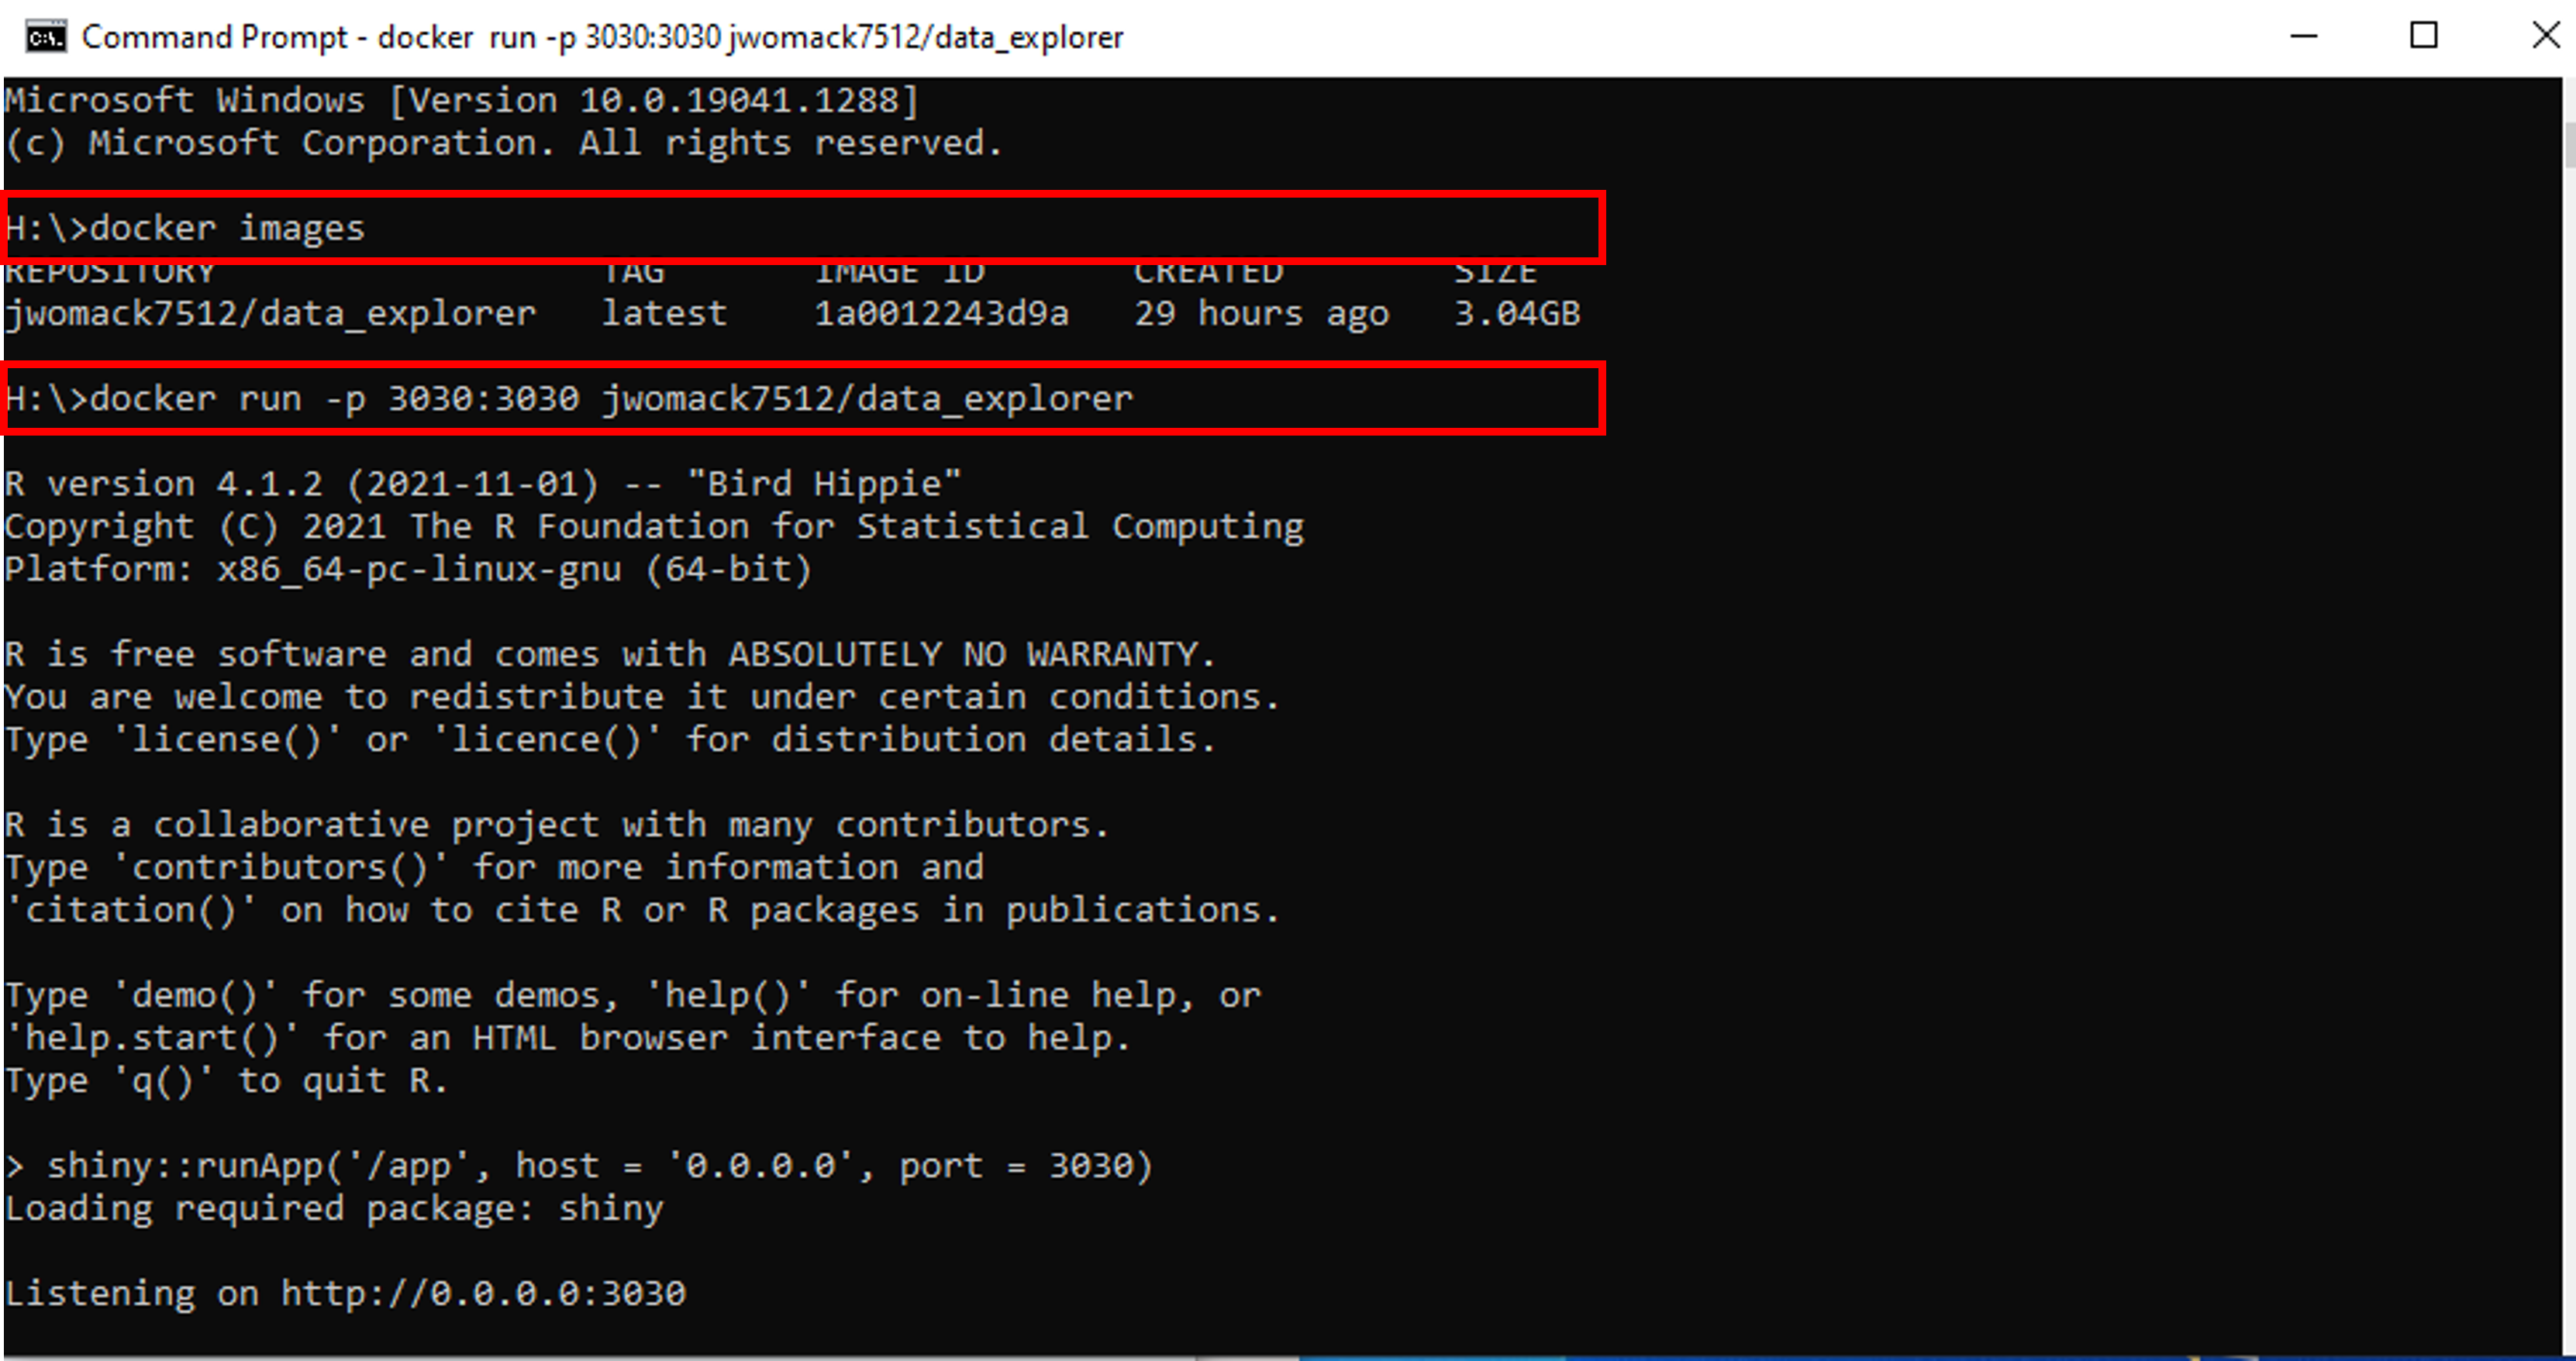 Command Prompt - docker  run -p 3030:3030 jwomack7512/data_explorer
Microsoft Windows [Version 10.0.19041.1288]
(c) Microsoft Corporation. All rights reserved.
H:\>docker images
REPOSITORY                  TAG       IMAGE ID       CREATED        SIZE
jwomack7512/data_explorer   latest    1a0012243d9a   29 hours ago   3.04GB
H:\>docker run -p 3030:3030 jwomack7512/data_explorer
R version 4.1.2 (2021-11-01) -- "Bird Hippie"
Copyright (C) 2021 The R Foundation for Statistical Computing
Platform: x86_64-pc-linux-gnu (64-bit)
R is free software and comes with ABSOLUTELY NO WARRANTY.
You are welcome to redistribute it under certain conditions.
Type 'license()' or 'licence()' for distribution details.
R is a collaborative project with many contributors.
Type 'contributors()' for more information and
'citation()' on how to cite R or R packages in publications.
Type 'demo()' for some demos, 'help()' for on-line help, or
'help.start()' for an HTML browser interface to help.
Type 'q()' to quit R.
> shiny::runApp('/app', host = '0.0.0.0', port = 3030)
Loading required package: shiny
Listening on http://0.0.0.0:3030